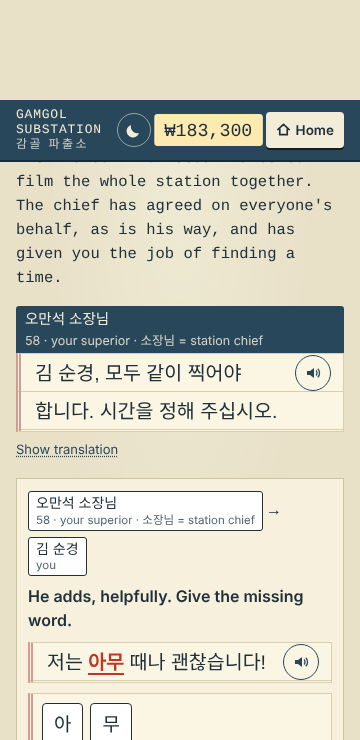 GAMGOL
SUBSTATION
감골 파출소
₩183,300
Home
film the whole station together.
The chief has agreed on everyone's
behalf, as is his way, and has
given you the job of finding a
time.
오만석 소장님
58 · your superior · 소장님 = station chief
김 순경, 모두 같이 찍어야
합니다. 시간을 정해 주십시오.
Show translation
오만석 소장님
58 · your superior · 소장님 = station chief
→
김 순경
you
He adds, helpfully. Give the missing
word.
저는 아무 때나 괜찮습니다!
아 무